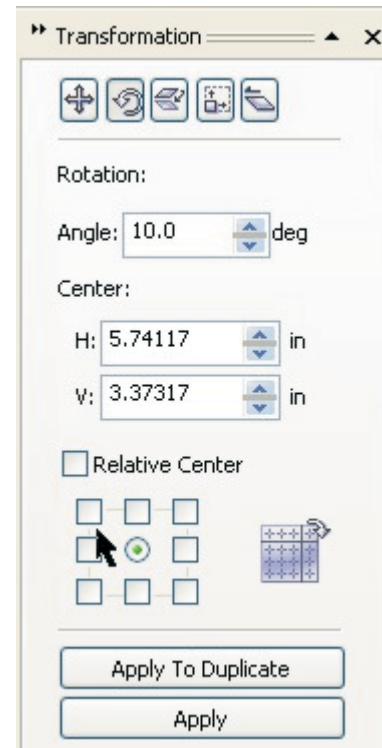 Transformation
Rotation:
Angle: 10.0 deg
Center:
H: 5.74117 in
V: 3.37317 in
Relative Center
Apply To Duplicate
Apply